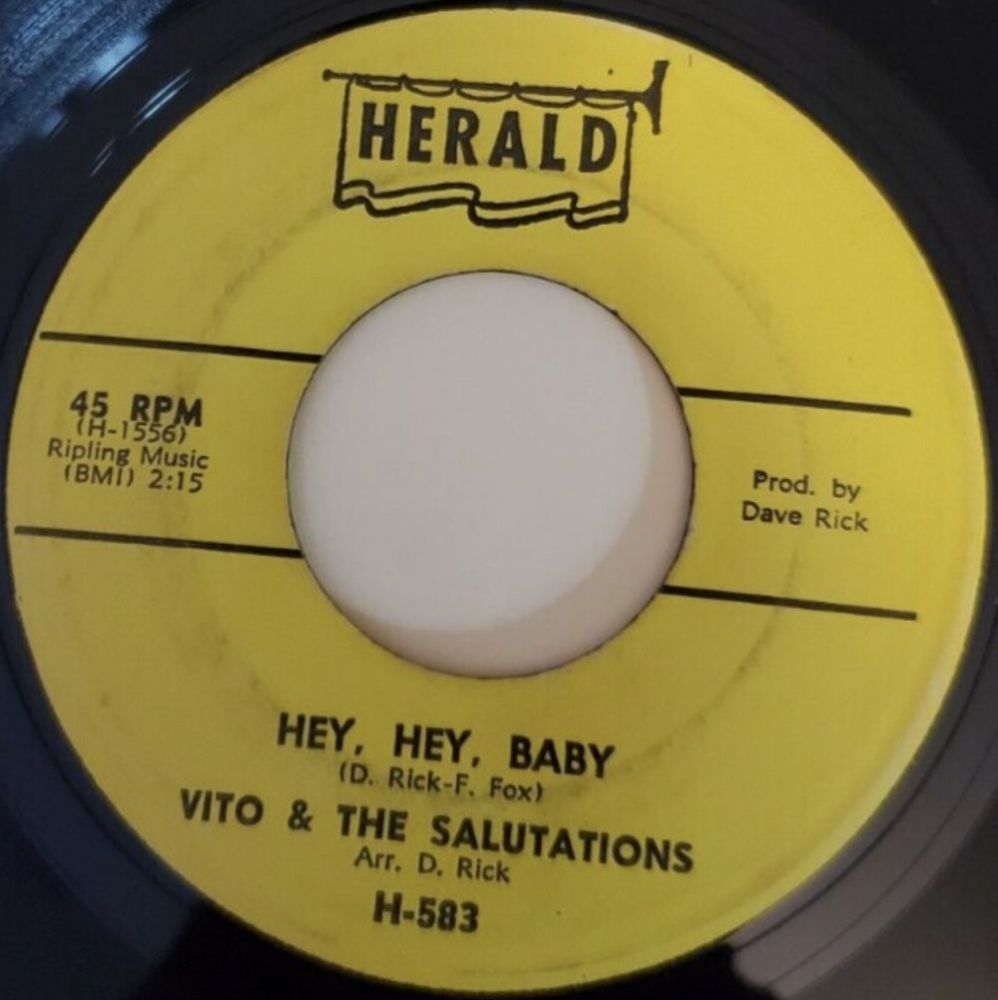 HERALD
45 RPM
(H-1556)
Ripling Music
(BMI) 2:15
Prod. by
Dave Rick
HEY, HEY, BABY
(D. Rick-F. Fox)
VITO & THE SALUTATIONS
Arr. D. Rick
H-583